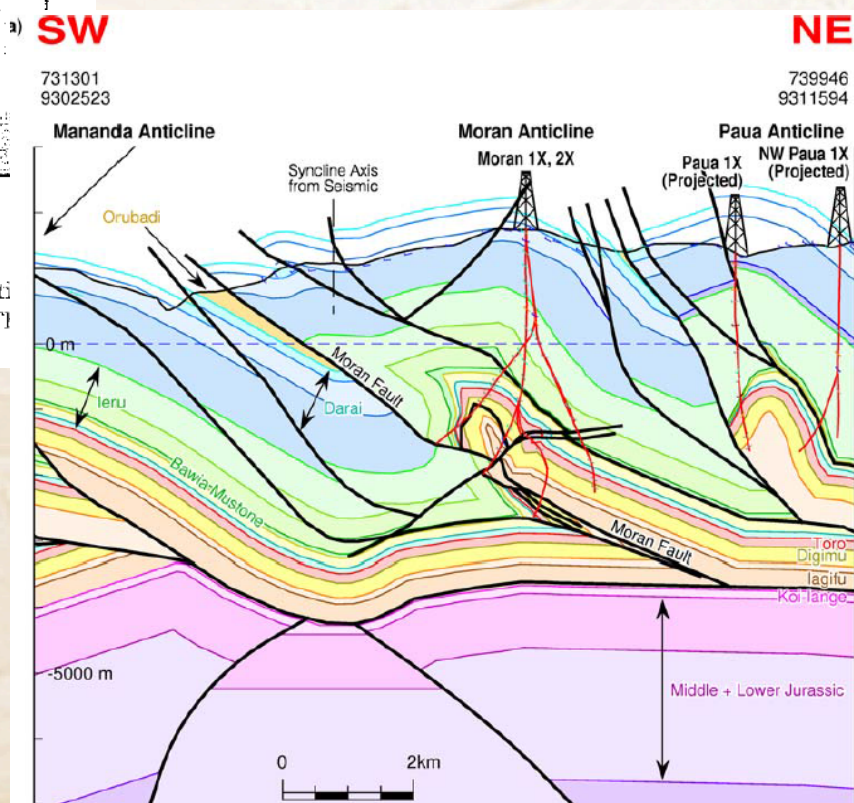 a) SW
NE
731301
9302523
739946
9311594
Mananda Anticline
Moran Anticline
Moran 1X, 2X
Paua Anticline
NW Paua 1X
(Projected)
Paua 1X
(Projected)
Syncline Axis
from Seismic
Orubadi
0 m
Moran Fault
Ieru
Darai
Bawia-Mustone
Moran Fault
Toro
Digimu
Iagifu
Koi-Iange
-5000 m
Middle + Lower Jurassic
0
2km